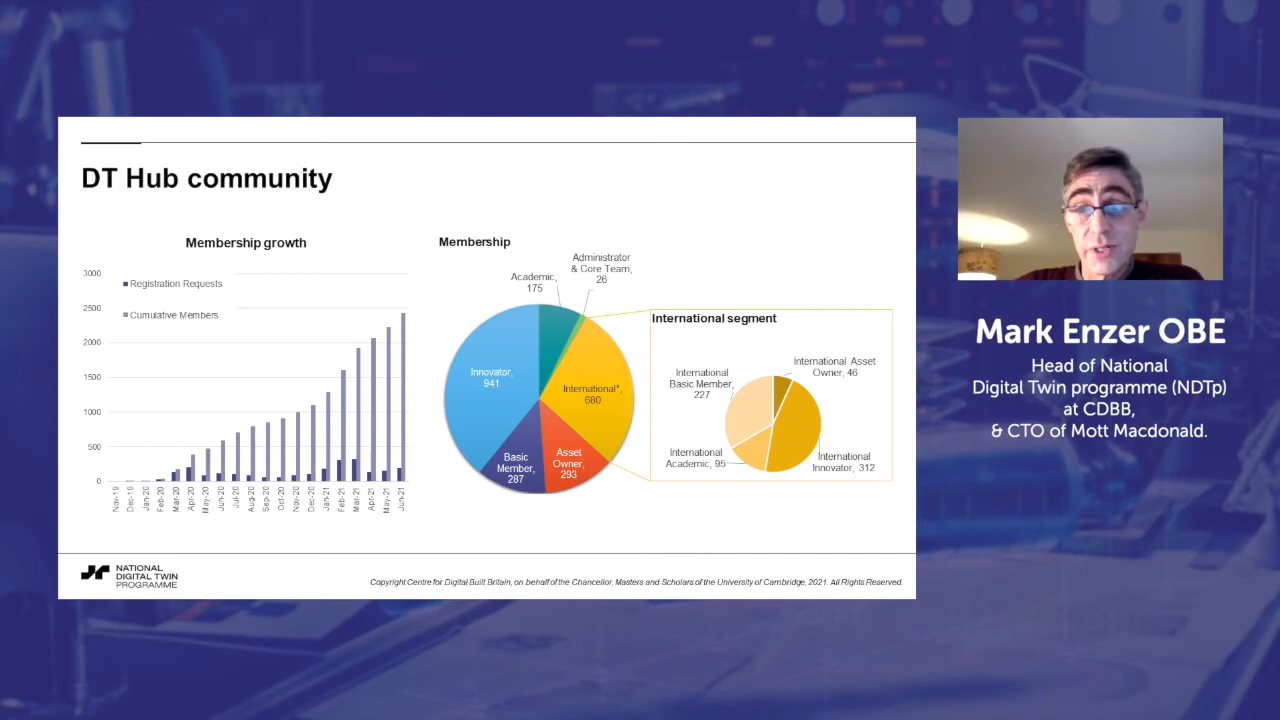 DT Hub community
Membership growth
3000
2500
2000
1500
1000
500
0
Registration Requests
Cumulative Members
Nov-19
Dec-19
Jan-20
Feb-20
Mar-20
Apr-20
May-20
Jun-20
Jul-20
Aug-20
Sep-20
Oct-20
Nov-20
Dec-20
Jan-21
Feb-21
Mar-21
Apr-21
May-21
Jun-21
Membership
Administrator
& Core Team,
26
Academic,
175
Innovator,
941
International*,
680
Basic
Member,
287
Asset
Owner,
293
International segment
International Asset
Owner, 46
International
Basic Member,
227
International
Academic, 95
International
Innovator, 312
NATIONAL
DIGITAL TWIN
PROGRAMME
Copyright Centre for Digital Built Britain, on behalf of the Chancellor, Masters and Scholars of the University of Cambridge, 2021. All Rights Reserved.
Mark Enzer OBE
Head of National
Digital Twin programme (NDTp)
at CDBB,
& CTO of Mott Macdonald.